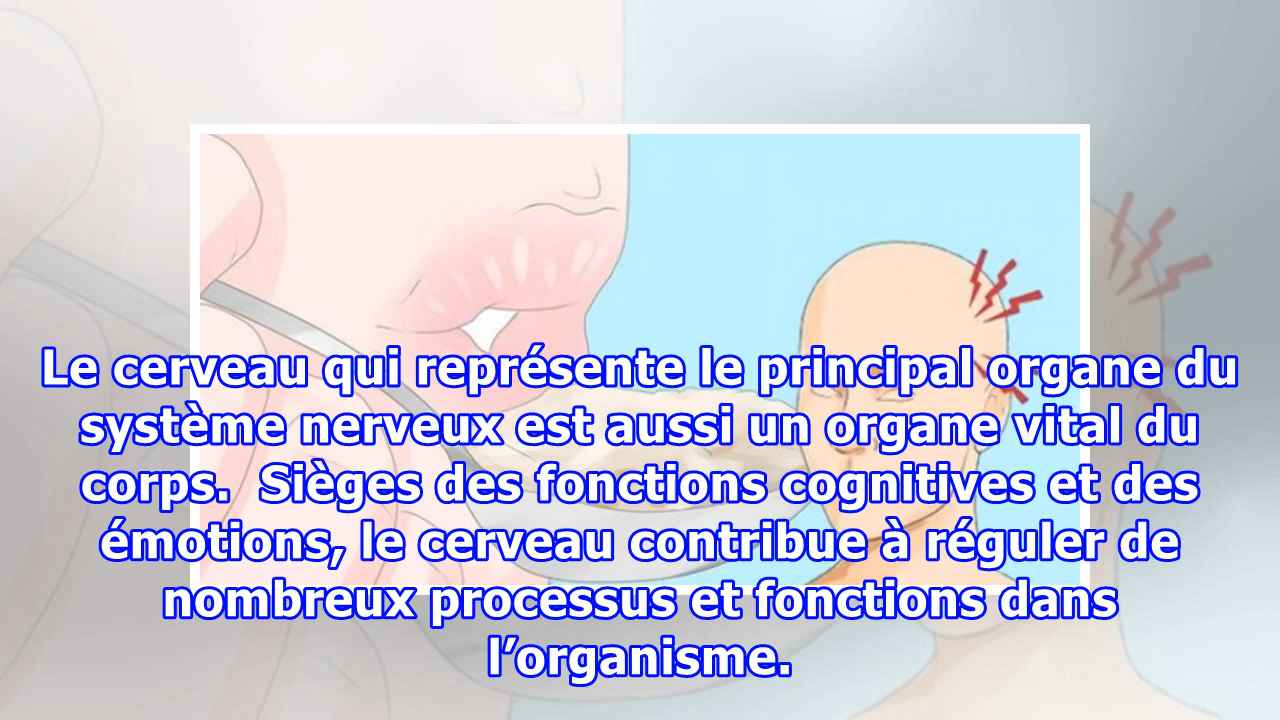 Le cerveau qui représente le principal organe du
système nerveux est aussi un organe vital du
corps.  Sièges des fonctions cognitives et des
émotions, le cerveau contribue à réguler de
nombreux processus et fonctions dans
l’organisme.